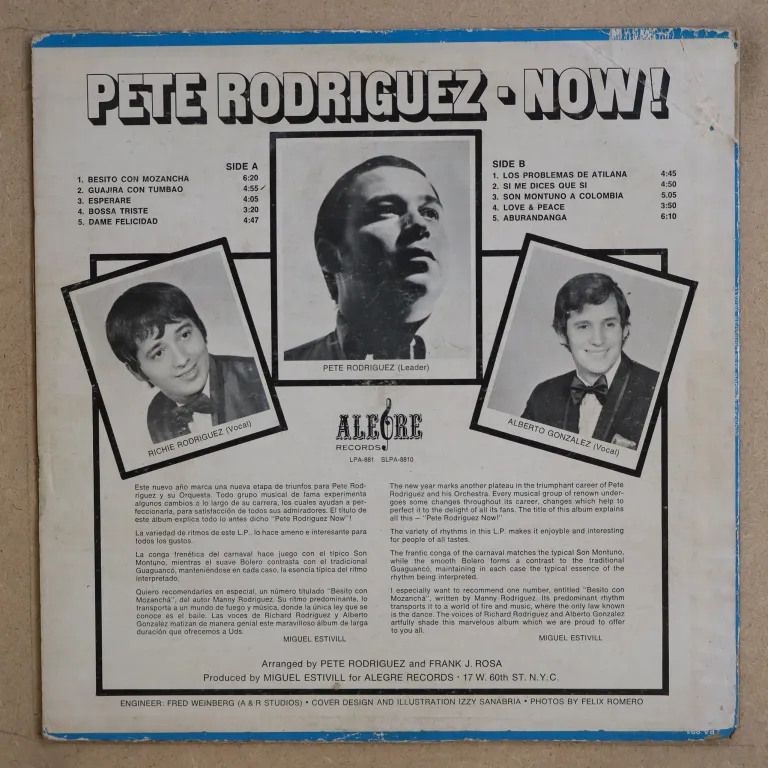 PETE RODRIGUEZ - NOW!
SIDE A
1. BESITO CON MOZANCHA 6:20
2. GUAJIRA CON TUMBAO 4:55
3. ESPERARE 4:05
4. BOSSA TRISTE 3:20
5. DAME FELICIDAD 4:47
SIDE B
1. LOS PROBLEMAS DE ATILANA 4:45
2. SI ME DICES QUE SI 4:50
3. SON MONTUNO A COLOMBIA 5.05
4. LOVE & PEACE 3:50
5. ABURANDANGA 6:10
PETE RODRIGUEZ (Leader)
RICHIE RODRIGUEZ (Vocal)
ALBERTO GONZALEZ (Vocal)
ALEGRE
RECORDS
LPA-881 SLPA-8810
Este nuevo año marca una nueva etapa de triunfos para Pete Rod-
riguez y su Orquesta. Todo grupo musical de fama experimenta
algunos cambios a lo largo de su carrera, los cuales ayudan a per-
feccionarla, para satisfacción de todos sus admiradores. El titulo de
este álbum explica todo lo antes dicho "Pete Rodriguez Now"!
La variedad de ritmos de este L.P., lo hace ameno e interesante para
todos los gustos.
La conga frenética del carnaval hace juego con el típico Son
Montuno, mientras el suave Bolero contrasta con el tradicional
Guaguancó, manteniéndose en cada caso, la esencia típica del ritmo
interpretado.
Quiero recomendarles en especial, un número titulado "Besito con
Mozancha", del autor Manny Rodriguez. Su ritmo predominante, lo
transporta a un mundo de fuego y música, donde la única ley que se
conoce es el baile. Las voces de Richard Rodriguez y Alberto
Gonzalez matizan de manera genial este maravilloso álbum de larga
duración que ofrecemos a Uds.
MIGUEL ESTIVILL
The new year marks another plateau in the triumphant career of Pete
Rodriguez and his Orchestra. Every musical group of renown under-
goes some changes throughout its career, changes which help to
perfect it to the delight of all its fans. The title of this album explains
all this — "Pete Rodriguez Now!"
The variety of rhythms in this L.P. makes it enjoyble and interesting
for people of all tastes.
The frantic conga of the carnaval matches the typical Son Montuno,
while the smooth Bolero forms a contrast to the traditional
Guaguancó, maintaining in each case the typical essence of the
rhythm being interpreted.
I especially want to recommend one number, entitled "Besito con
Mozancha", written by Manny Rodriguez. Its predominant rhythm
transports it to a world of fire and music, where the only law known
is the dance. The voices of Richard Rodriguez and Alberto Gonzalez
artfully shade this marvelous album which we are proud to offer
to you all.
MIGUEL ESTIVILL
Arranged by PETE RODRIGUEZ and FRANK J. ROSA
Produced by MIGUEL ESTIVILL for ALEGRE RECORDS · 17 W. 60th ST. N.Y.C.
ENGINEER: FRED WEINBERG (A & R STUDIOS) • COVER DESIGN AND ILLUSTRATION IZZY SANABRIA • PHOTOS BY FELIX ROMERO